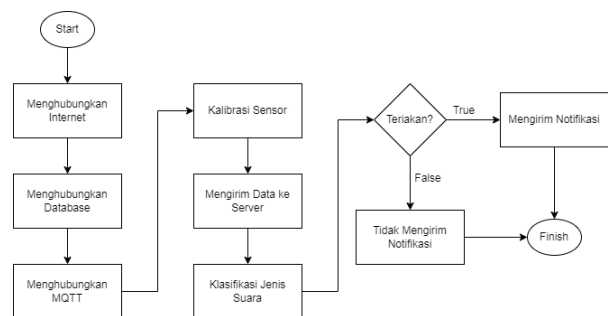 Start
Menghubungkan
Internet
Menghubungkan
Database
Menghubungkan
MQTT
Kalibrasi Sensor
Mengirim Data ke
Server
Klasifikasi Jenis
Suara
Teriakan?
True
Mengirim Notifikasi
False
Tidak Mengirim
Notifikasi
Finish